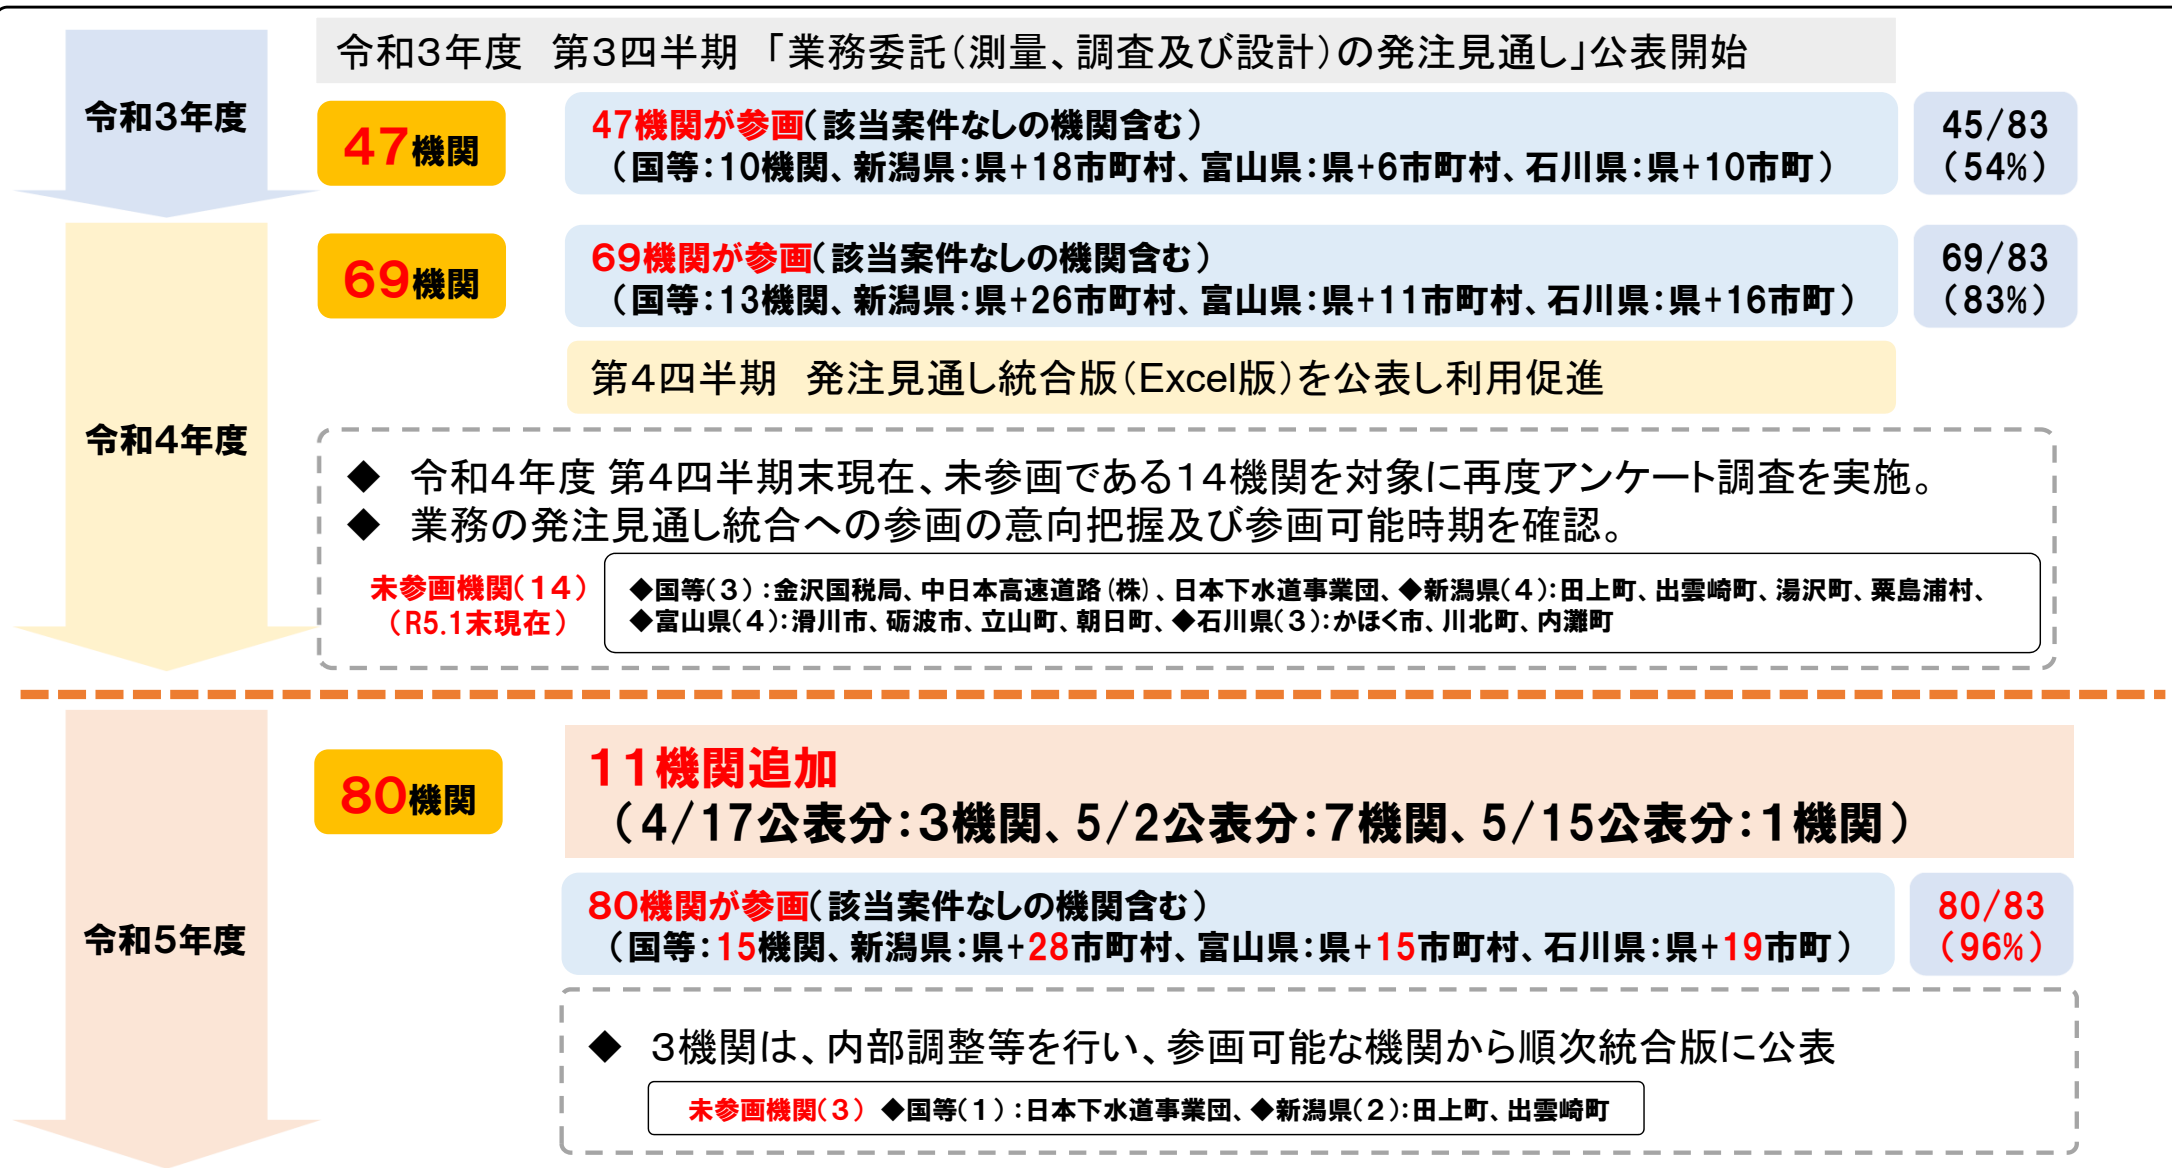 令和3年度 第3四半期 「業務委託(測量、調査及び設計)の発注見通し」公表開始
令和3年度
47機関
47機関が参画(該当案件なしの機関含む)
(国等:10機関、新潟県:県+18市町村、富山県:県+6市町村、石川県:県+10市町)
45/83
(54%)
69機関
69機関が参画(該当案件なしの機関含む)
(国等:13機関、新潟県:県+26市町村、富山県:県+11市町村、石川県:県+16市町)
69/83
(83%)
第4四半期 発注見通し統合版(Excel版)を公表し利用促進
令和4年度
◆ 令和4年度 第4四半期末現在、未参画である14機関を対象に再度アンケート調査を実施。
◆ 業務の発注見通し統合への参画の意向把握及び参画可能時期を確認。
未参画機関(14)
(R5.1末現在)
◆国等(3):金沢国税局、中日本高速道路(株)、日本下水道事業団、◆新潟県(4):田上町、出雲崎町、湯沢町、粟島浦村、
◆富山県(4):滑川市、砺波市、立山町、朝日町、◆石川県(3):かほく市、川北町、内灘町
80機関
11機関追加
(4/17公表分:3機関、5/2公表分:7機関、5/15公表分:1機関)
令和5年度
80機関が参画(該当案件なしの機関含む)
(国等:15機関、新潟県:県+28市町村、富山県:県+15市町村、石川県:県+19市町)
80/83
(96%)
◆ 3機関は、内部調整等を行い、参画可能な機関から順次統合版に公表
未参画機関(3) ◆国等(1):日本下水道事業団、◆新潟県(2):田上町、出雲崎町